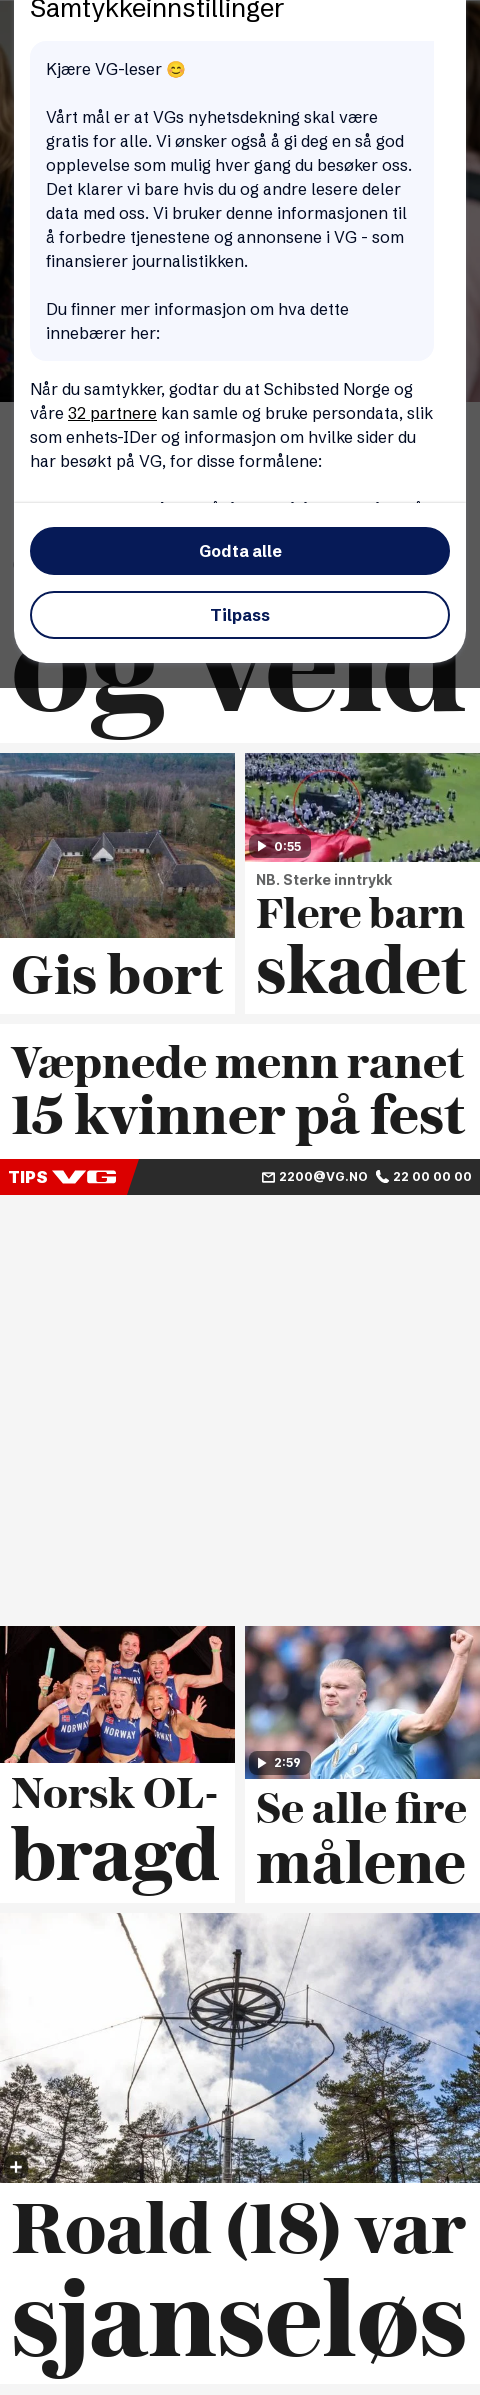 Samtykkeinnstillinger
Kjære VG-leser 😊
Vårt mål er at VGs nyhetsdekning skal være
gratis for alle. Vi ønsker også å gi deg en så god
opplevelse som mulig hver gang du besøker oss.
Det klarer vi bare hvis du og andre lesere deler
data med oss. Vi bruker denne informasjonen til
å forbedre tjenestene og annonsene i VG - som
finansierer journalistikken.
Du finner mer informasjon om hva dette
innebærer her:
Når du samtykker, godtar du at Schibsted Norge og
våre 32 partnere kan samle og bruke persondata, slik
som enhets-IDer og informasjon om hvilke sider du
har besøkt på VG, for disse formålene:
Godta alle
Tilpass
og veld
0:55
NB. Sterke inntrykk
Gis bort
Flere barn
skadet
Væpnede menn ranet
15 kvinner på fest
TIPS VG 2200@VG.NO 22 00 00 00
NORWAY NORWAY NORWAY
2:59
Norsk OL-
bragd
Se alle fire
målene
Roald (18) var
sjanseløs